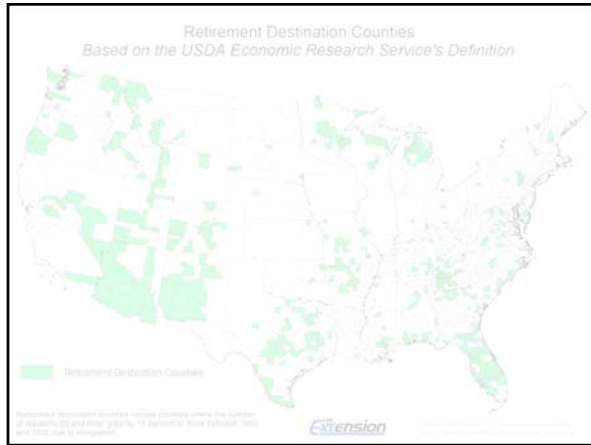 Retirement Destination Counties
Based on the USDA Economic Research Service's Definition
Retirement Destination Counties
Retirement destination counties include counties where the number
of residents 60 and older grew by 15 percent or more between 1990
and 2000 due to inmigration.
Extension